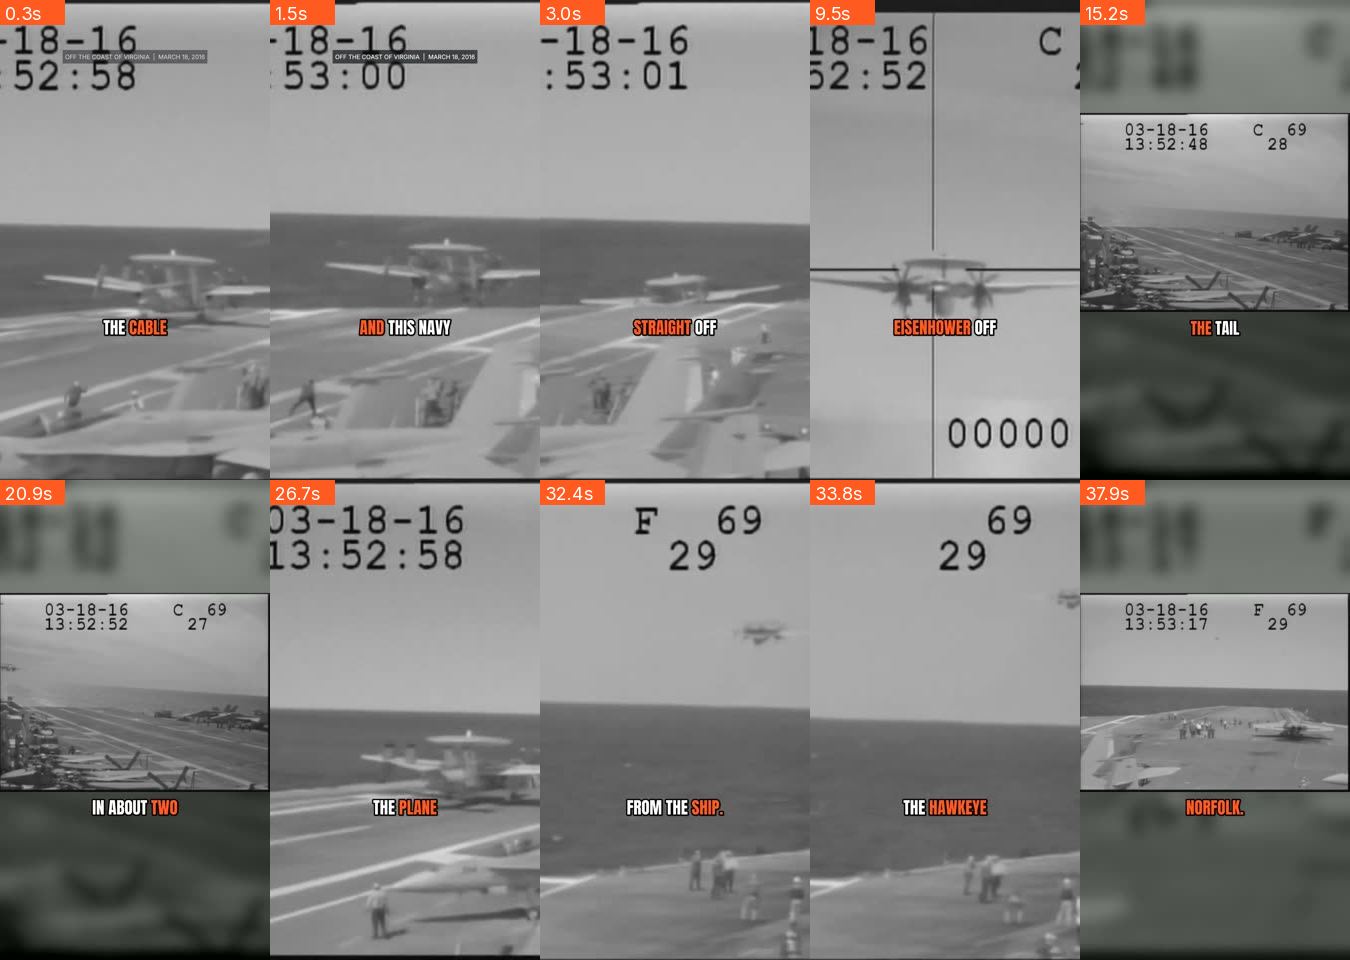 0.3s
-18-16
OFF THE COAST OF VIRGINIA | MARCH 18, 2016
:52:58
THE CABLE
1.5s
-18-16
OFF THE COAST OF VIRGINIA | MARCH 18, 2016
:53:00
AND THIS NAVY
3.0s
-18-16
:53:01
STRAIGHT OFF
9.5s
18-16 C
52:52
EISENHOWER OFF
00000
15.2s
03-18-16 C 69
13:52:48 28
THE TAIL
20.9s
03-18-16 C 69
13:52:52 27
IN ABOUT TWO
26.7s
03-18-16
13:52:58
THE PLANE
32.4s
F 69
29
FROM THE SHIP.
33.8s
69
29
THE HAWKEYE
37.9s
03-18-16 F 69
13:53:17 29
NORFOLK.